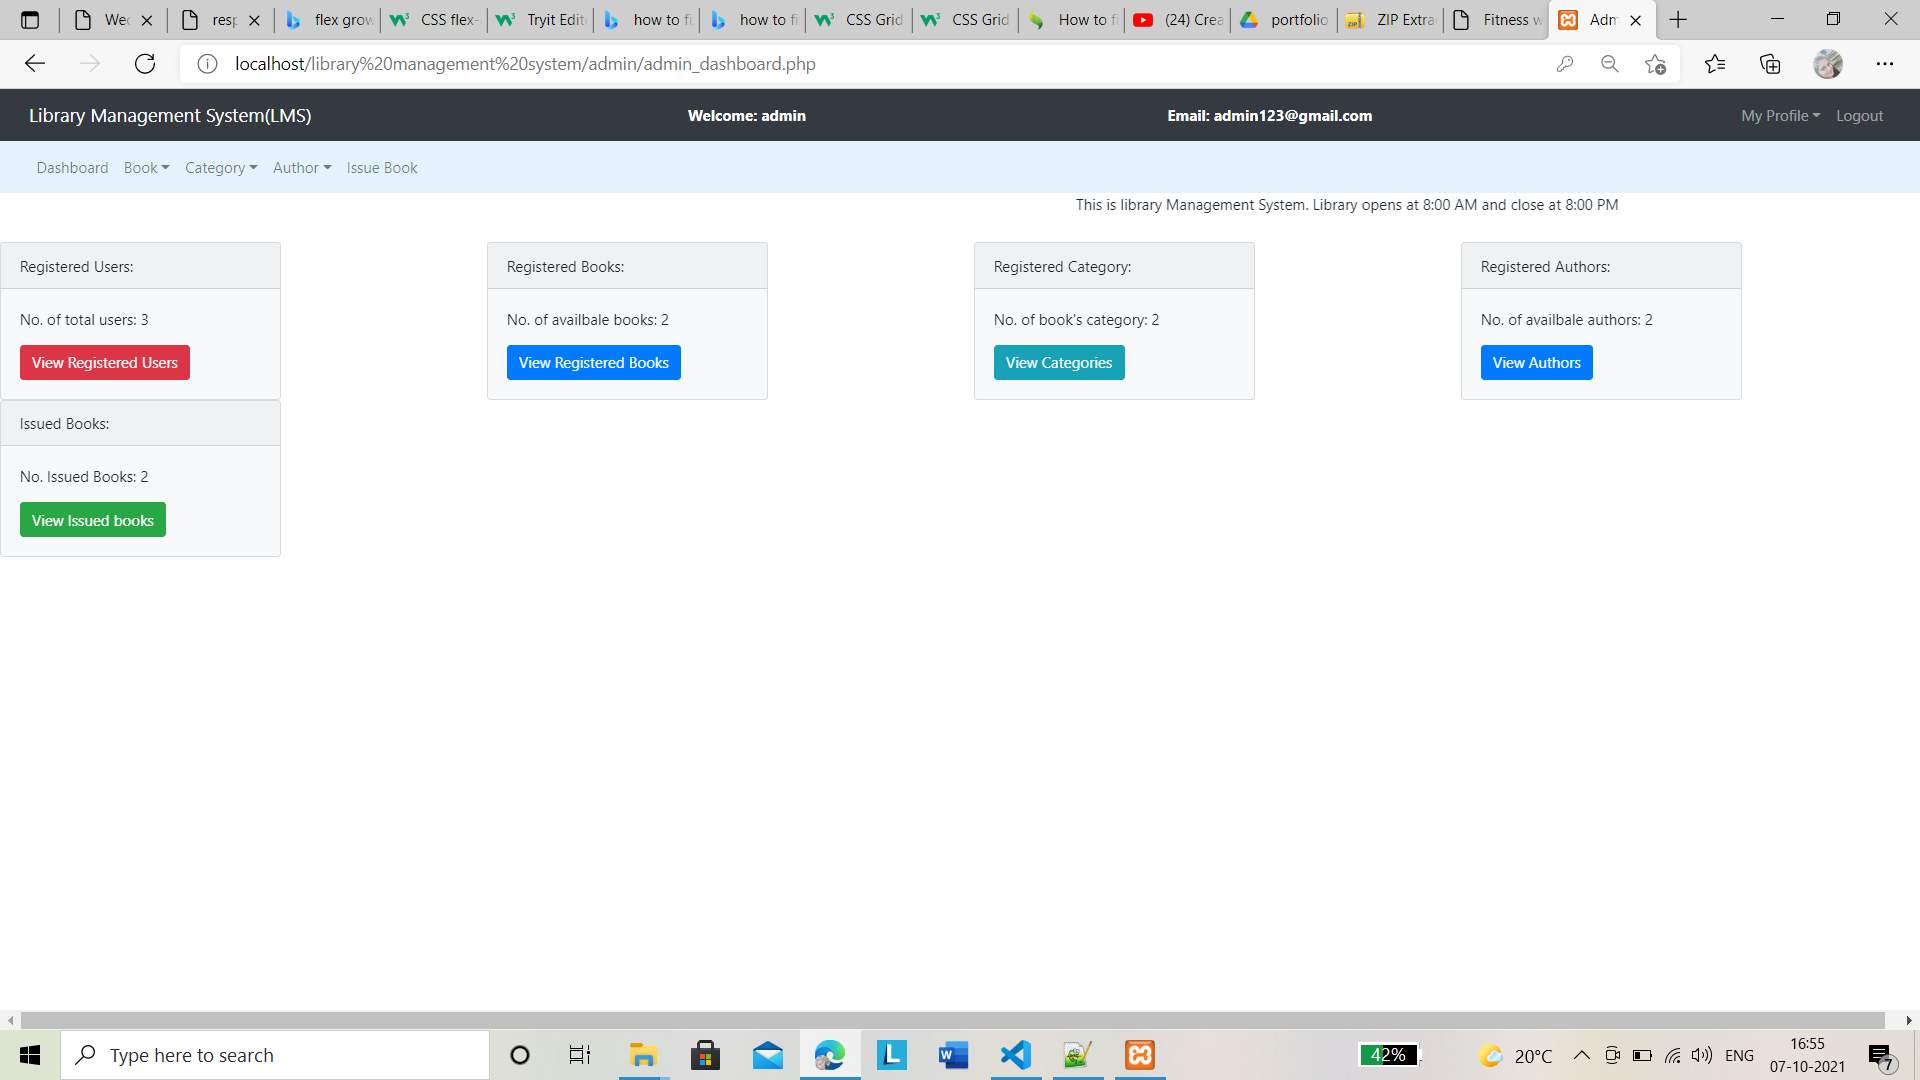 Wec resp flex grow CSS flex- Tryit Edit how to fi how to fi CSS Grid CSS Grid How to fi (24) Crea portfolio ZIP Extra Fitness w Adm
localhost/library%20management%20system/admin/admin_dashboard.php
Library Management System(LMS) Welcome: admin Email: admin123@gmail.com My Profile Logout
Dashboard Book Category Author Issue Book
This is library Management System. Library opens at 8:00 AM and close at 8:00 PM
Registered Users: Registered Books: Registered Category: Registered Authors:
No. of total users: 3 No. of availbale books: 2 No. of book's category: 2 No. of availbale authors: 2
View Registered Users View Registered Books View Categories View Authors
Issued Books:
No. Issued Books: 2
View Issued books
Type here to search 42% 20°C ENG 16:55
07-10-2021 7